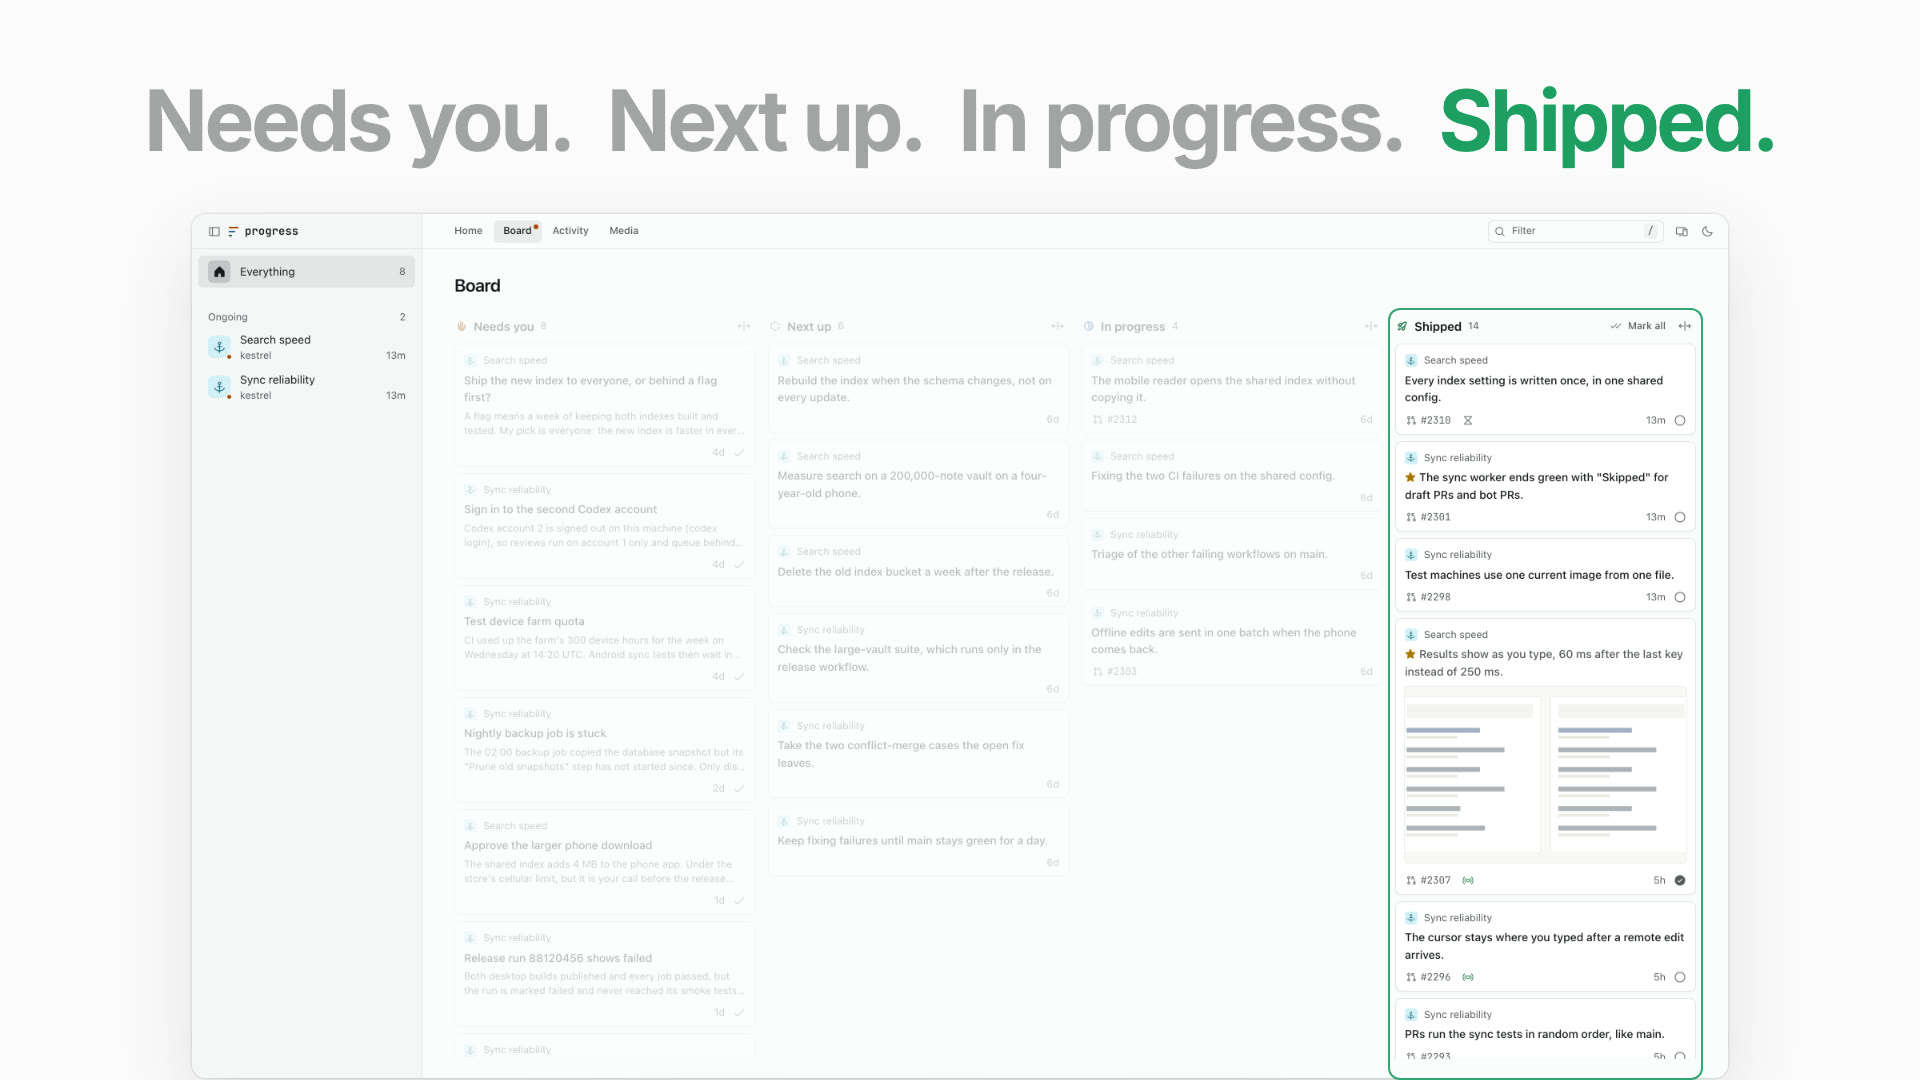 Needs you. Next up. In progress. Shipped.
progress
Home Board Activity Media
Filter /
Everything 8
Ongoing 2
Search speed
kestrel 13m
Sync reliability
kestrel 13m
Board
Needs you 8
Search speed
Ship the new index to everyone, or behind a flag
first?
A flag means a week of keeping both indexes built and
tested. My pick is everyone: the new index is faster in ever...
4d
Sync reliability
Sign in to the second Codex account
Codex account 2 is signed out on this machine (codex
login), so reviews run on account 1 only and queue behind...
4d
Sync reliability
Test device farm quota
CI used up the farm's 300 device hours for the week on
Wednesday at 14:20 UTC. Android sync tests then wait in...
4d
Sync reliability
Nightly backup job is stuck
The 02:00 backup job copied the database snapshot but its
"Prune old snapshots" step has not started since. Only dis...
2d
Search speed
Approve the larger phone download
The shared index adds 4 MB to the phone app. Under the
store's cellular limit, but it is your call before the release...
1d
Sync reliability
Release run 88120456 shows failed
Both desktop builds published and every job passed, but
the run is marked failed and never reached its smoke tests...
1d
Sync reliability
Next up 6
Search speed
Rebuild the index when the schema changes, not on
every update.
6d
Search speed
Measure search on a 200,000-note vault on a four-
year-old phone.
6d
Search speed
Delete the old index bucket a week after the release.
6d
Sync reliability
Check the large-vault suite, which runs only in the
release workflow.
6d
Sync reliability
Take the two conflict-merge cases the open fix
leaves.
6d
Sync reliability
Keep fixing failures until main stays green for a day.
6d
In progress 4
Search speed
The mobile reader opens the shared index without
copying it.
#2312 6d
Search speed
Fixing the two CI failures on the shared config.
6d
Sync reliability
Triage of the other failing workflows on main.
6d
Sync reliability
Offline edits are sent in one batch when the phone
comes back.
#2303 6d
Shipped 14 Mark all
Search speed
Every index setting is written once, in one shared
config.
#2310 13m
Sync reliability
The sync worker ends green with "Skipped" for
draft PRs and bot PRs.
#2301 13m
Sync reliability
Test machines use one current image from one file.
#2298 13m
Search speed
Results show as you type, 60 ms after the last key
instead of 250 ms.
#2307 5h
Sync reliability
The cursor stays where you typed after a remote edit
arrives.
#2296 5h
Sync reliability
PRs run the sync tests in random order, like main.
#2293 5h